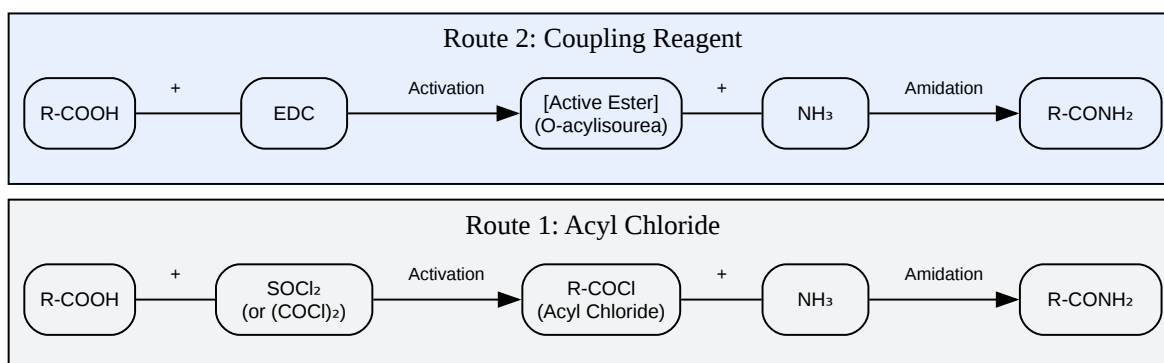 Route 2: Coupling Reagent
+ Activation + Amidation
R-COOH EDC [Active Ester] NH₃ R-CONH₂
(O-acylisourea)
Route 1: Acyl Chloride
+ Activation + Amidation
R-COOH SOCl₂ R-COCl NH₃ R-CONH₂
(or (COCl)₂) (Acyl Chloride)